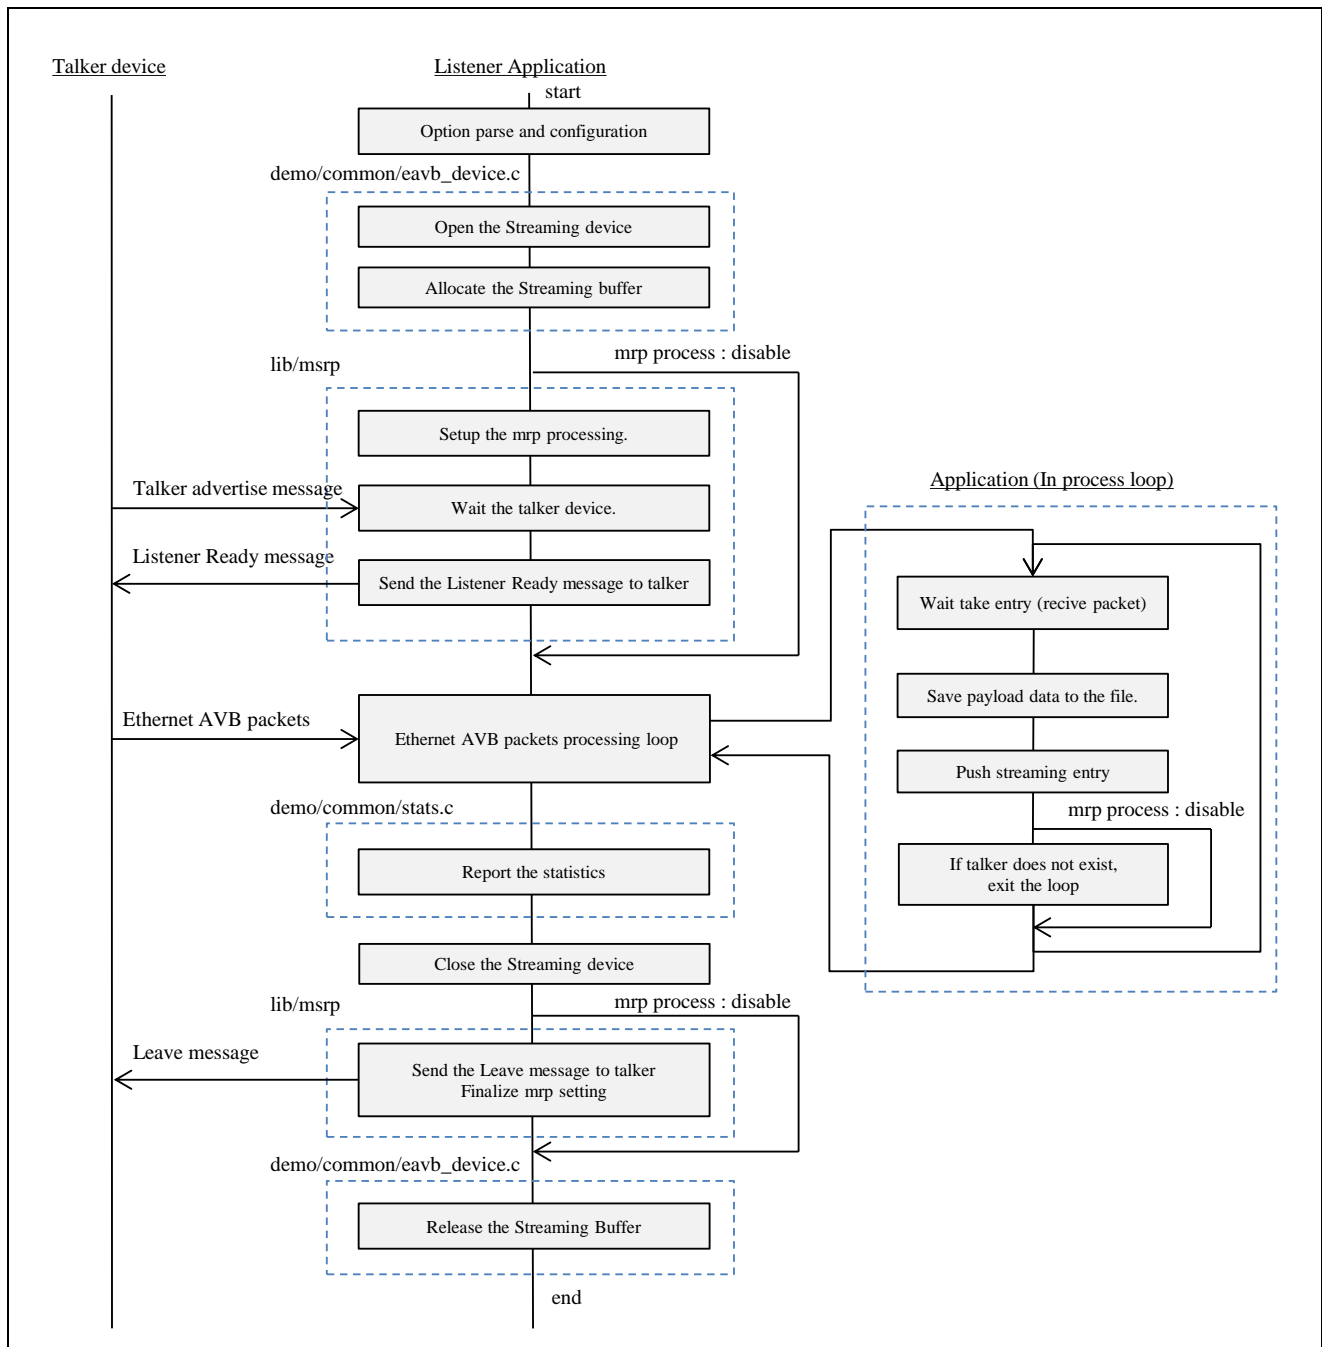 Talker device
Listener Application
start
Option parse and configuration
demo/common/eavb_device.c
Open the Streaming device
Allocate the Streaming buffer
mrp process : disable
lib/msrp
Setup the mrp processing.
Application (In process loop)
Talker advertise message
Wait the talker device.
Listener Ready message
Send the Listener Ready message to talker
Wait take entry (recive packet)
Save payload data to the file.
Ethernet AVB packets
Ethernet AVB packets processing loop
Push streaming entry
demo/common/stats.c
mrp process : disable
Report the statistics
If talker does not exist,
exit the loop
Close the Streaming device
lib/msrp
mrp process : disable
Leave message
Send the Leave message to talker
Finalize mrp setting
demo/common/eavb_device.c
Release the Streaming Buffer
end